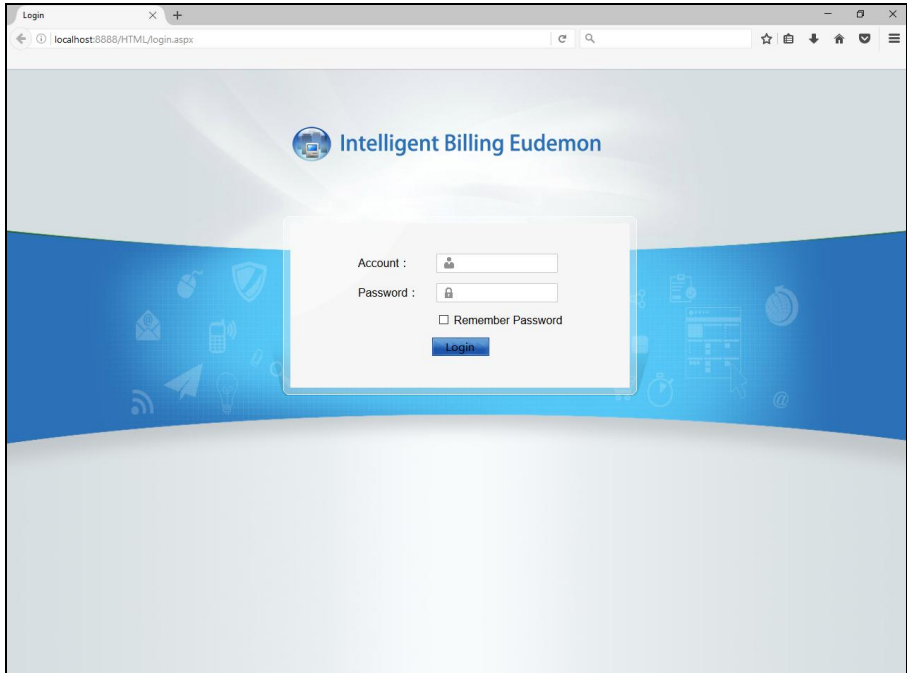 Login
localhost:8888/HTML/login.aspx
Intelligent Billing Eudemon
Account :
Password :
Remember Password
Login
@